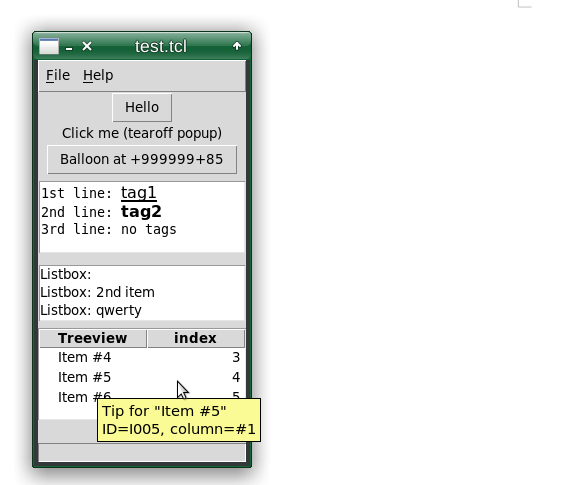 test.tcl
File Help
Hello
Click me (tearoff popup)
Balloon at +999999+85
1st line: tag1
2nd line: tag2
3rd line: no tags
Listbox:
Listbox: 2nd item
Listbox: qwerty
Treeview index
Item #4 3
Item #5 4
Item #6 5
Tip for "Item #5"
ID=I005, column=#1